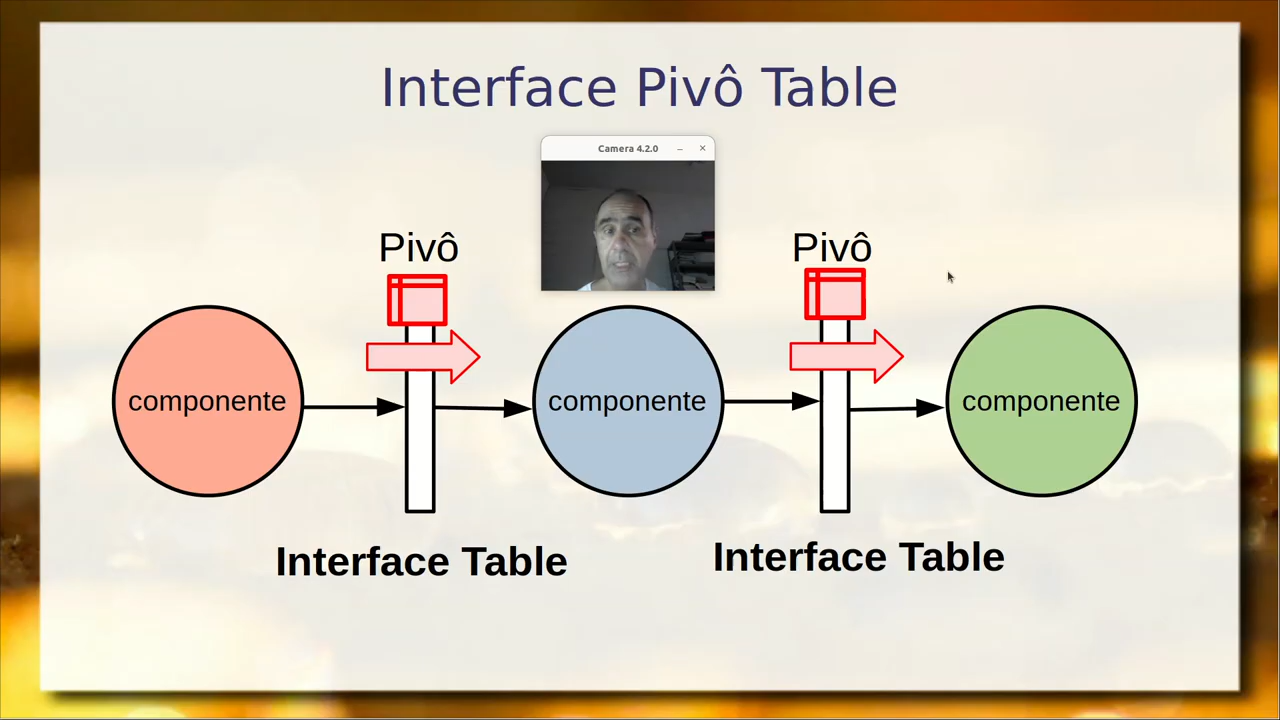 Interface Pivô Table
Camera 4.2.0
Pivô
Pivô
componente
componente
componente
Interface Table
Interface Table